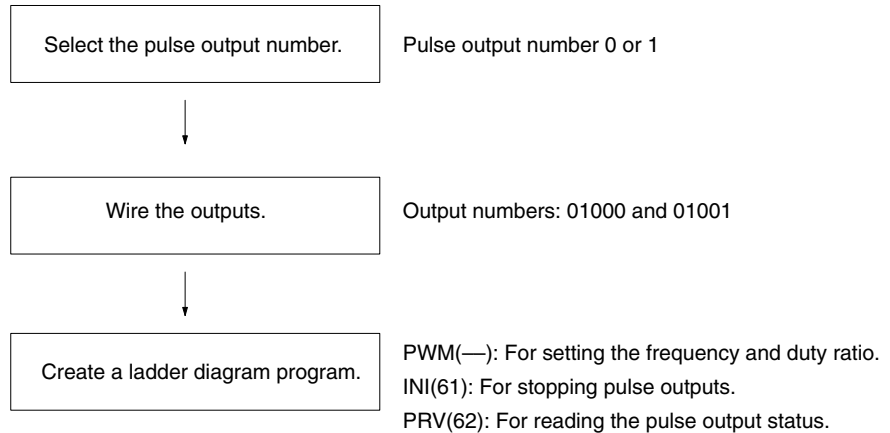 Select the pulse output number.
Pulse output number 0 or 1
Wire the outputs.
Output numbers: 01000 and 01001
Create a ladder diagram program.
PWM(––): For setting the frequency and duty ratio.
INI(61): For stopping pulse outputs.
PRV(62): For reading the pulse output status.